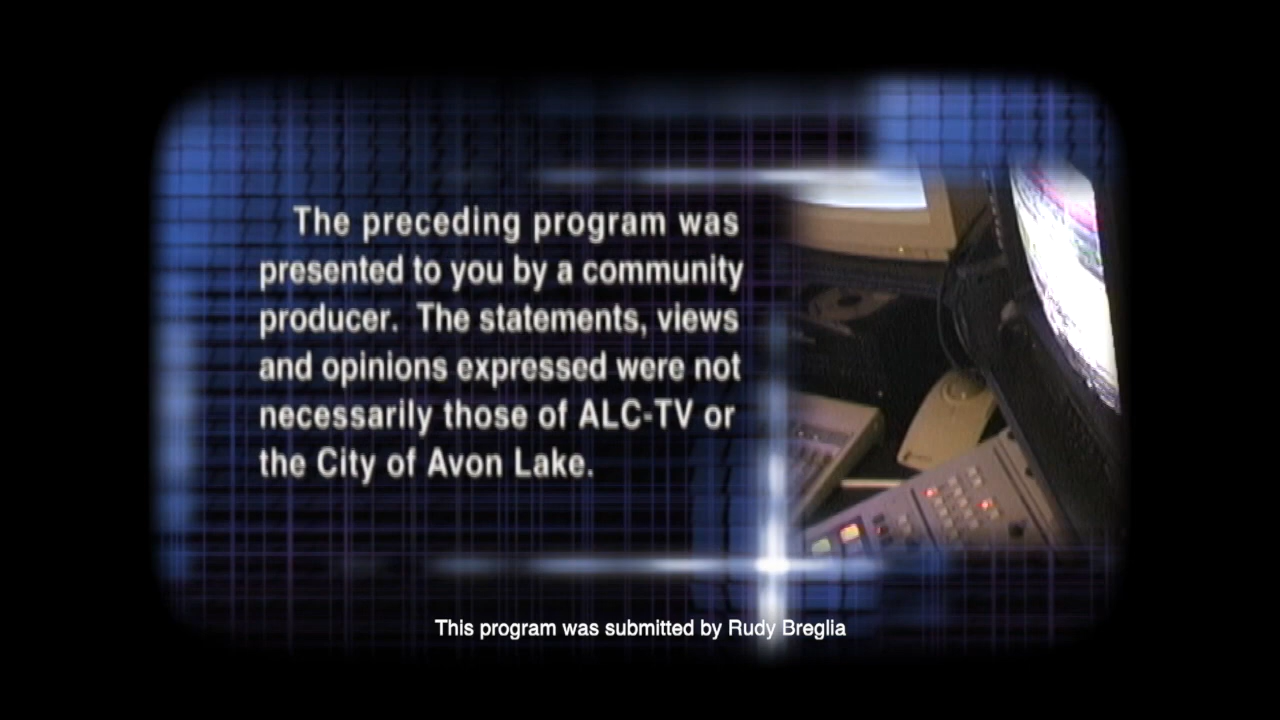 The preceding program was
presented to you by a community
producer. The statements, views
and opinions expressed were not
necessarily those of ALC-TV or
the City of Avon Lake.
This program was submitted by Rudy Breglia